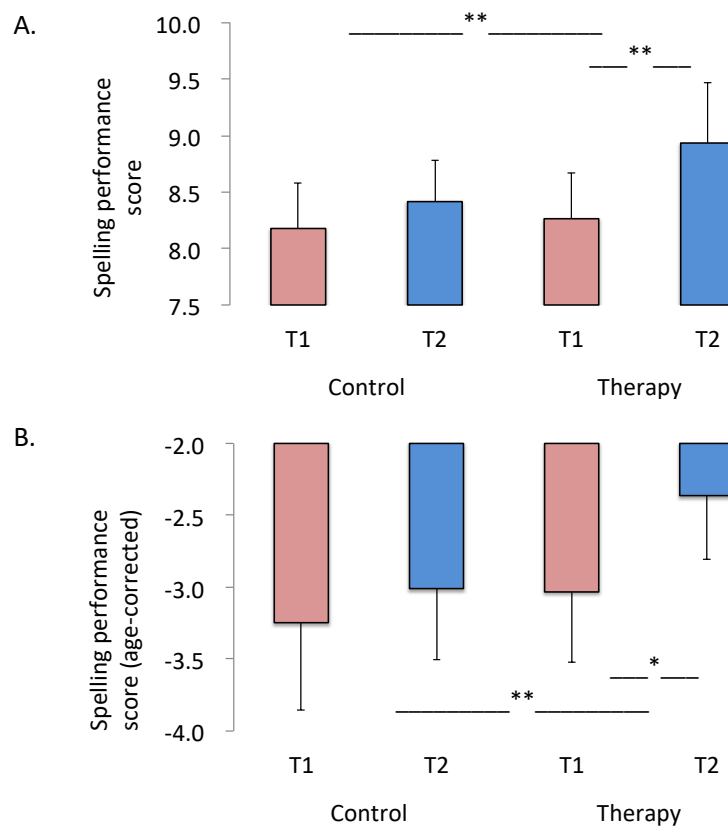 A.
Spelling performance
score
10.0
9.5
9.0
8.5
8.0
7.5
**
**
T1 T2 T1 T2
Control Therapy
B.
Spelling performance
score (age-corrected)
-2.0
-2.5
-3.0
-3.5
-4.0
*
**
T1 T2 T1 T2
Control Therapy